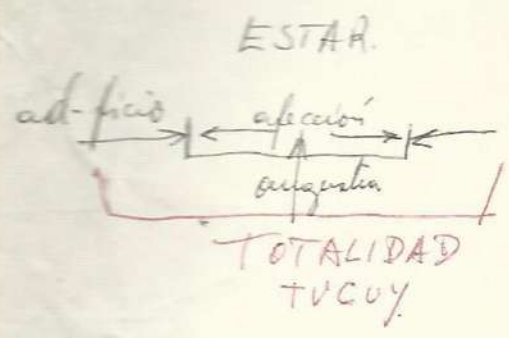 ESTAR.
ad-ficio afección
angustia
TOTALIDAD
TUCUY.